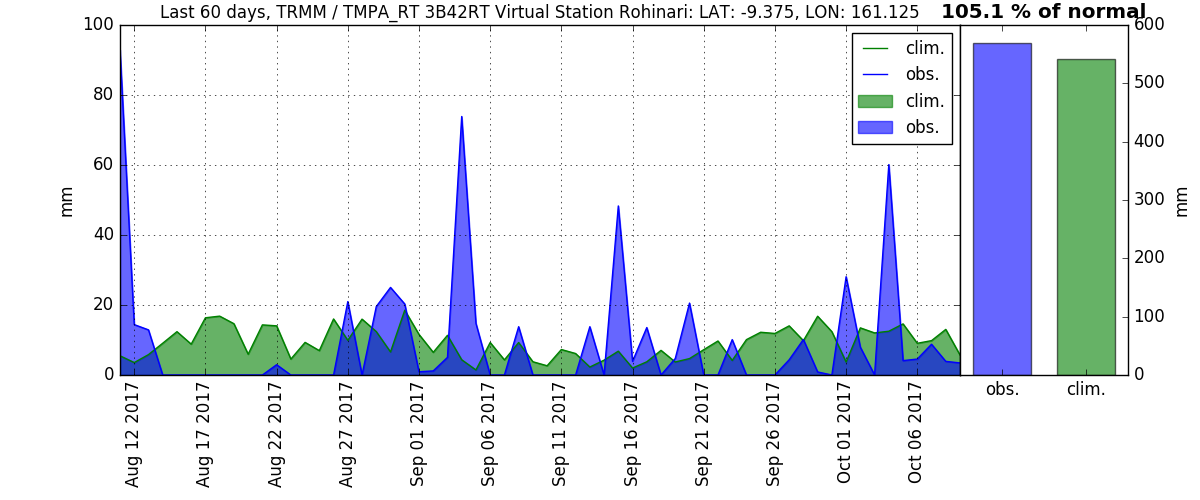 Last 60 days, TRMM / TMPA_RT 3B42RT Virtual Station Rohinari: LAT: -9.375, LON: 161.125
105.1 % of normal
100
80
60
40
20
0
mm
clim.
obs.
clim.
obs.
600
500
400
300
200
100
0
mm
obs.
clim.
Aug 12 2017
Aug 17 2017
Aug 22 2017
Aug 27 2017
Sep 01 2017
Sep 06 2017
Sep 11 2017
Sep 16 2017
Sep 21 2017
Sep 26 2017
Oct 01 2017
Oct 06 2017